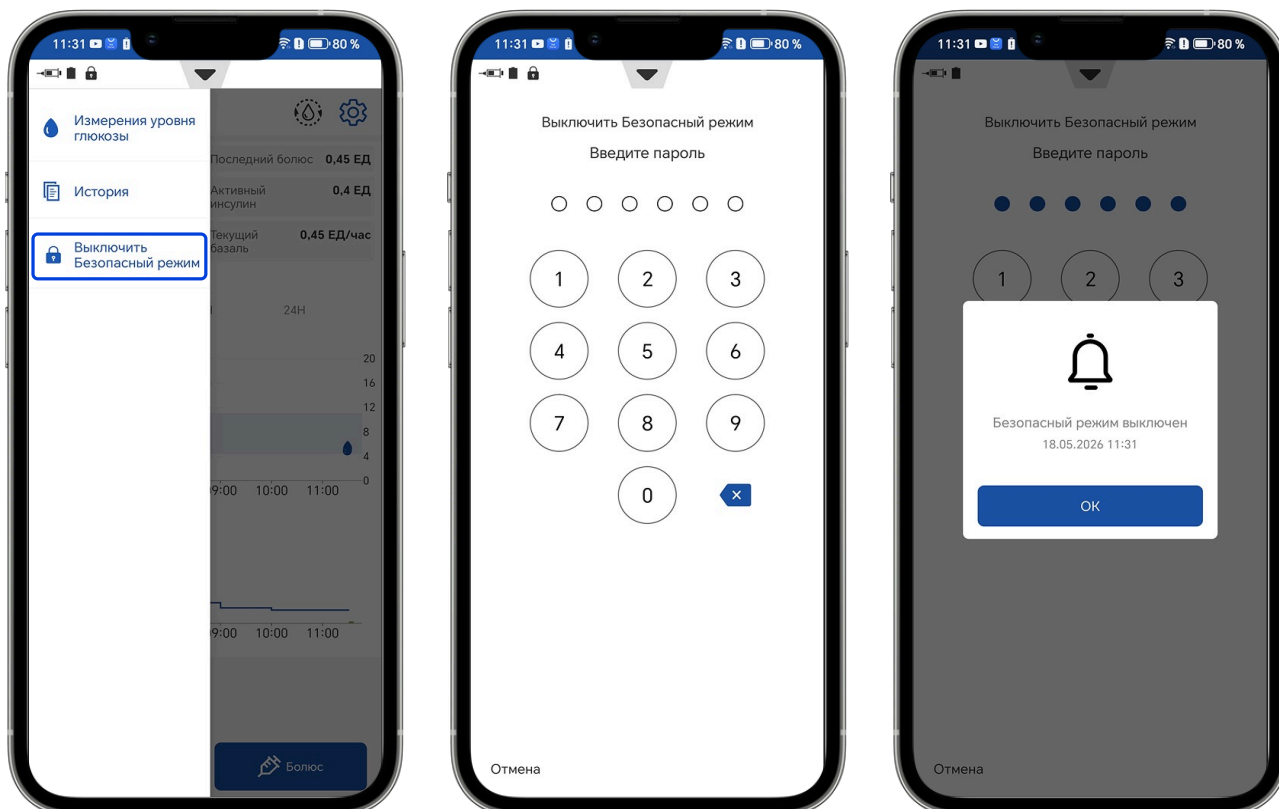 11:31
80 %
Измерения уровня
глюкозы
История
Выключить
Безопасный режим
Последний болюс 0,45 ЕД
Активный 0,4 ЕД
инсулин
Текущий 0,45 ЕД/час
базаль
24H
20
16
12
8
4
0
09:00 10:00 11:00
09:00 10:00 11:00
Болюс
11:31
80 %
Выключить Безопасный режим
Введите пароль
1 2 3
4 5 6
7 8 9
0
Отмена
11:31
80 %
Выключить Безопасный режим
Введите пароль
1 2 3
Безопасный режим выключен
18.05.2026 11:31
ОК
Отмена